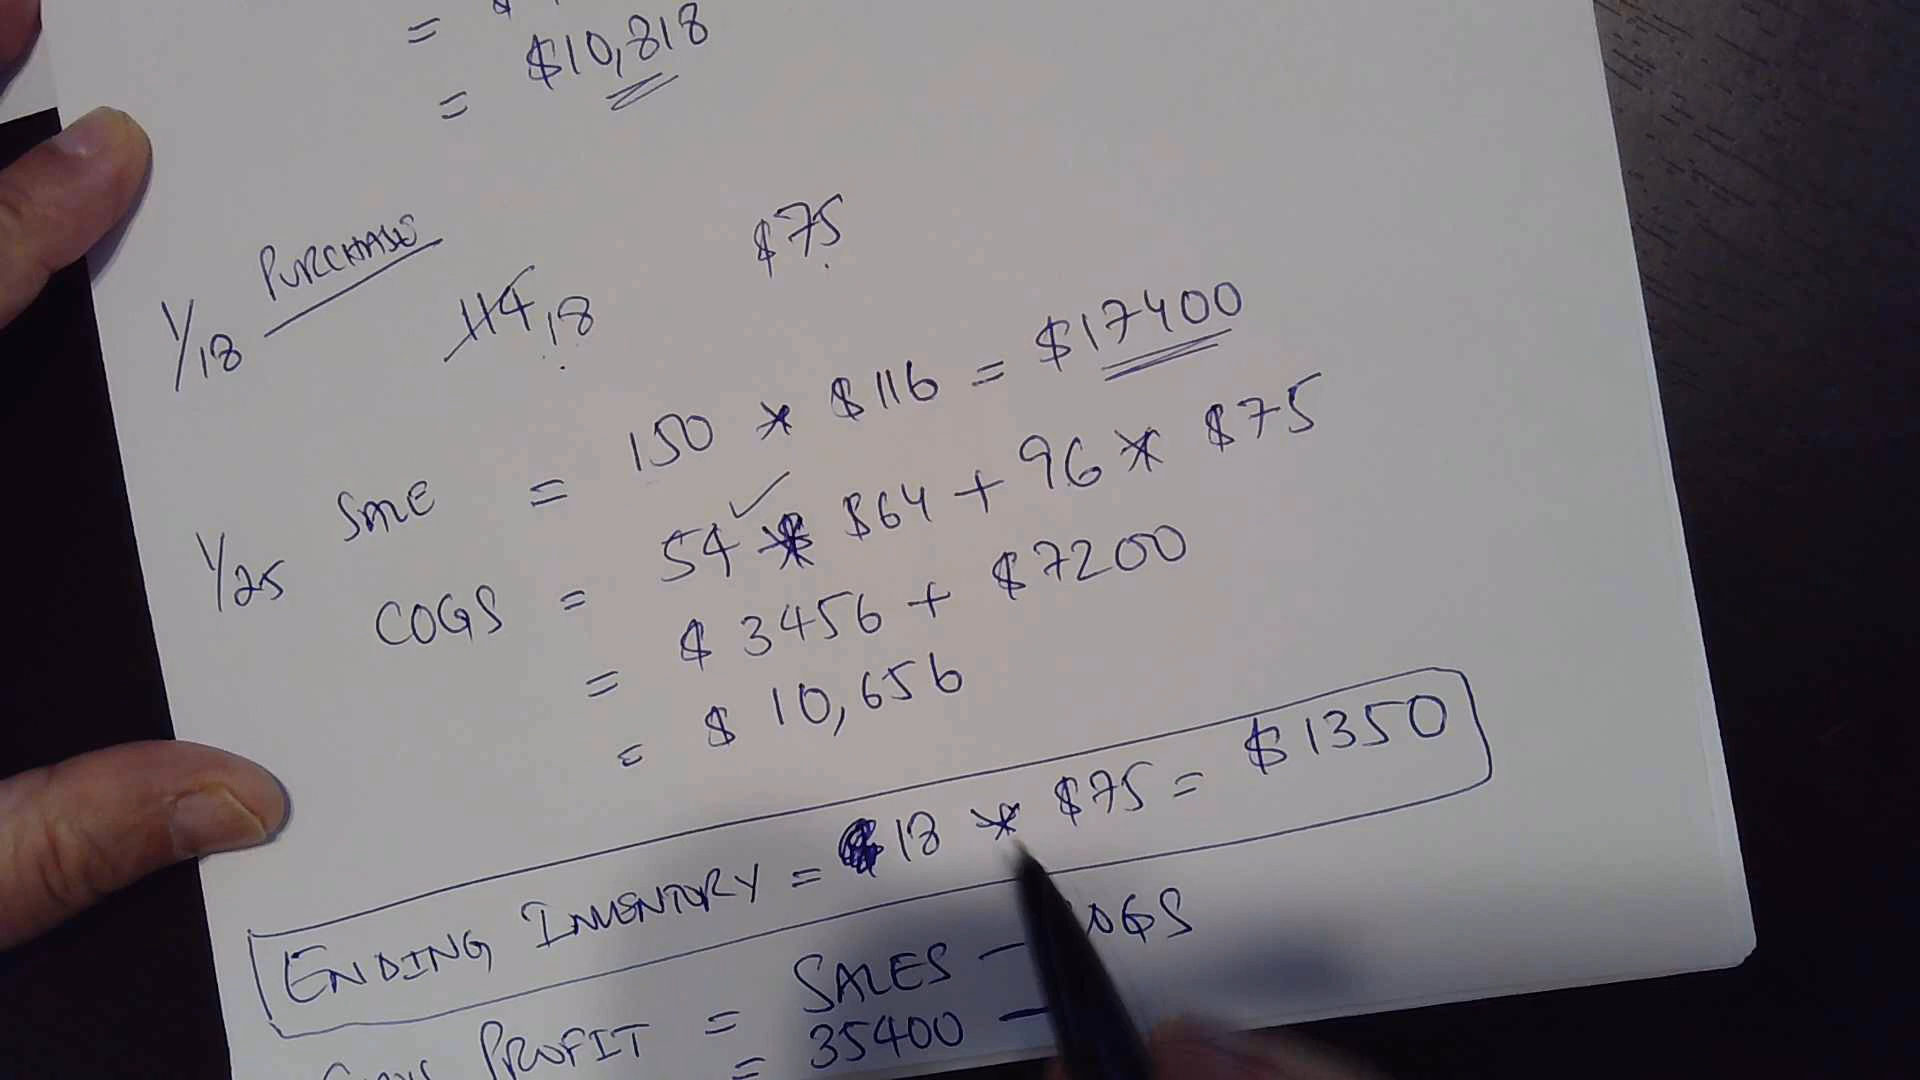 =
= $10,818
1/18 PURCHASE 114 18 $75
1/25 SALE = 150 * $116 = $17400
COGS = 54 * $64 + 96 * $75
= $ 3456 + $7200
= $ 10,656
ENDING INVENTORY = 18 * $75 = $1350
PROFIT = SALES - COGS
= 35400 -